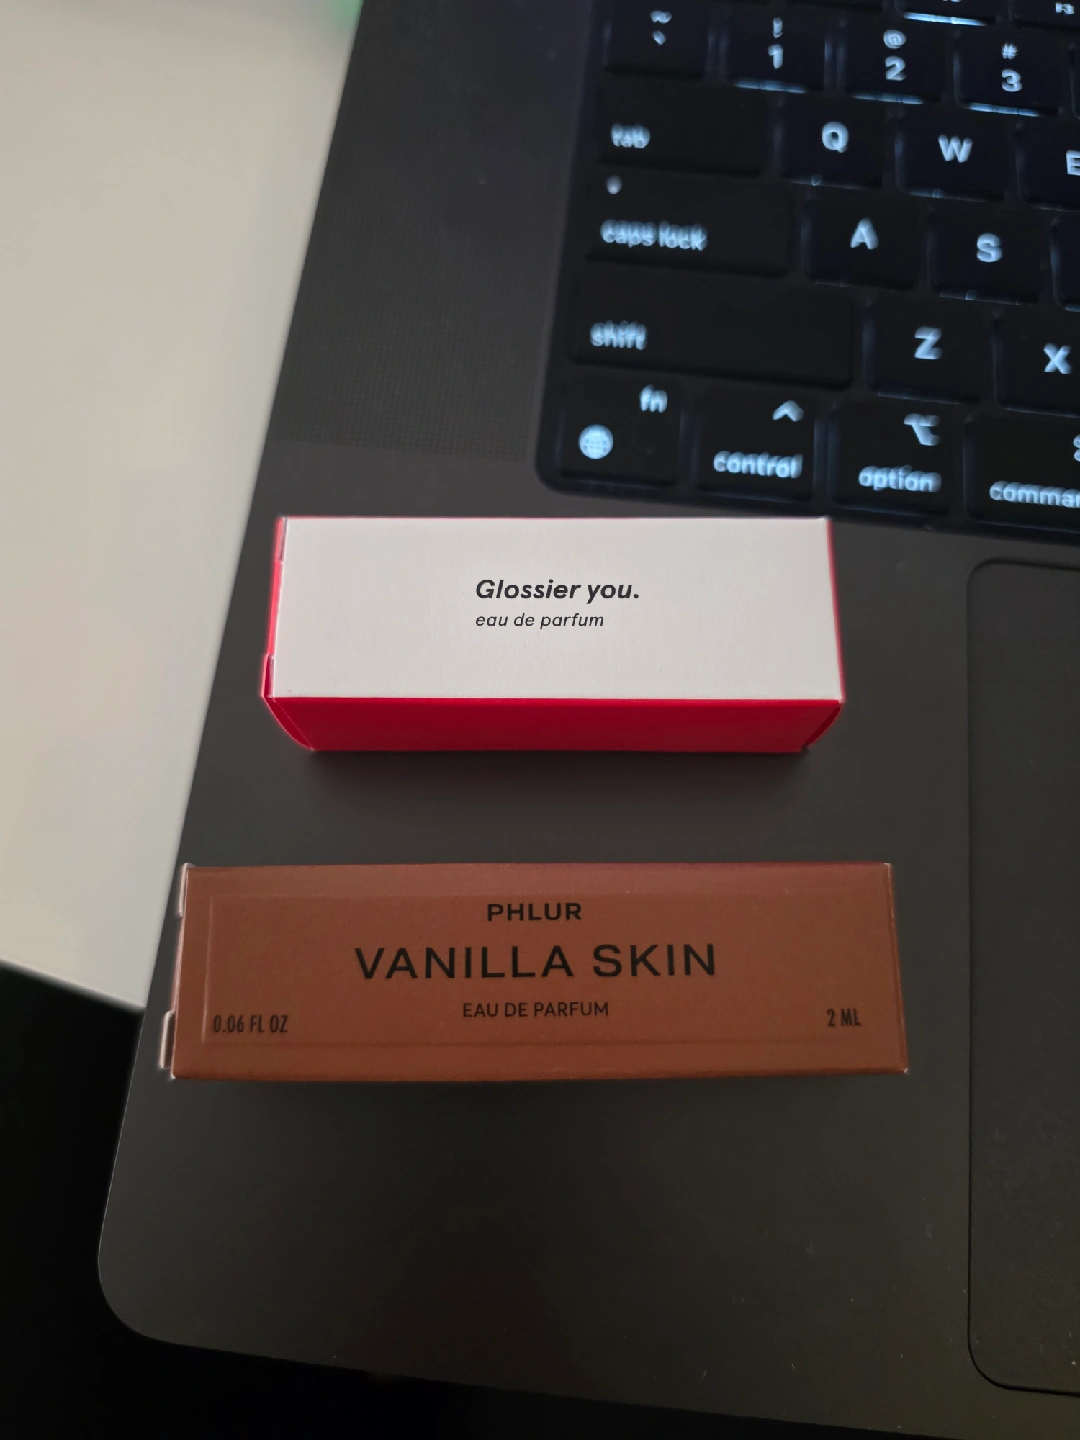 ~
`
!
1
@
2
#
3
F3
tab
Q
W
E
caps lock
A
S
shift
Z
X
fn
control
option
Glossier you.
eau de parfum
PHLUR
VANILLA SKIN
EAU DE PARFUM
0.06 FL OZ
2 ML